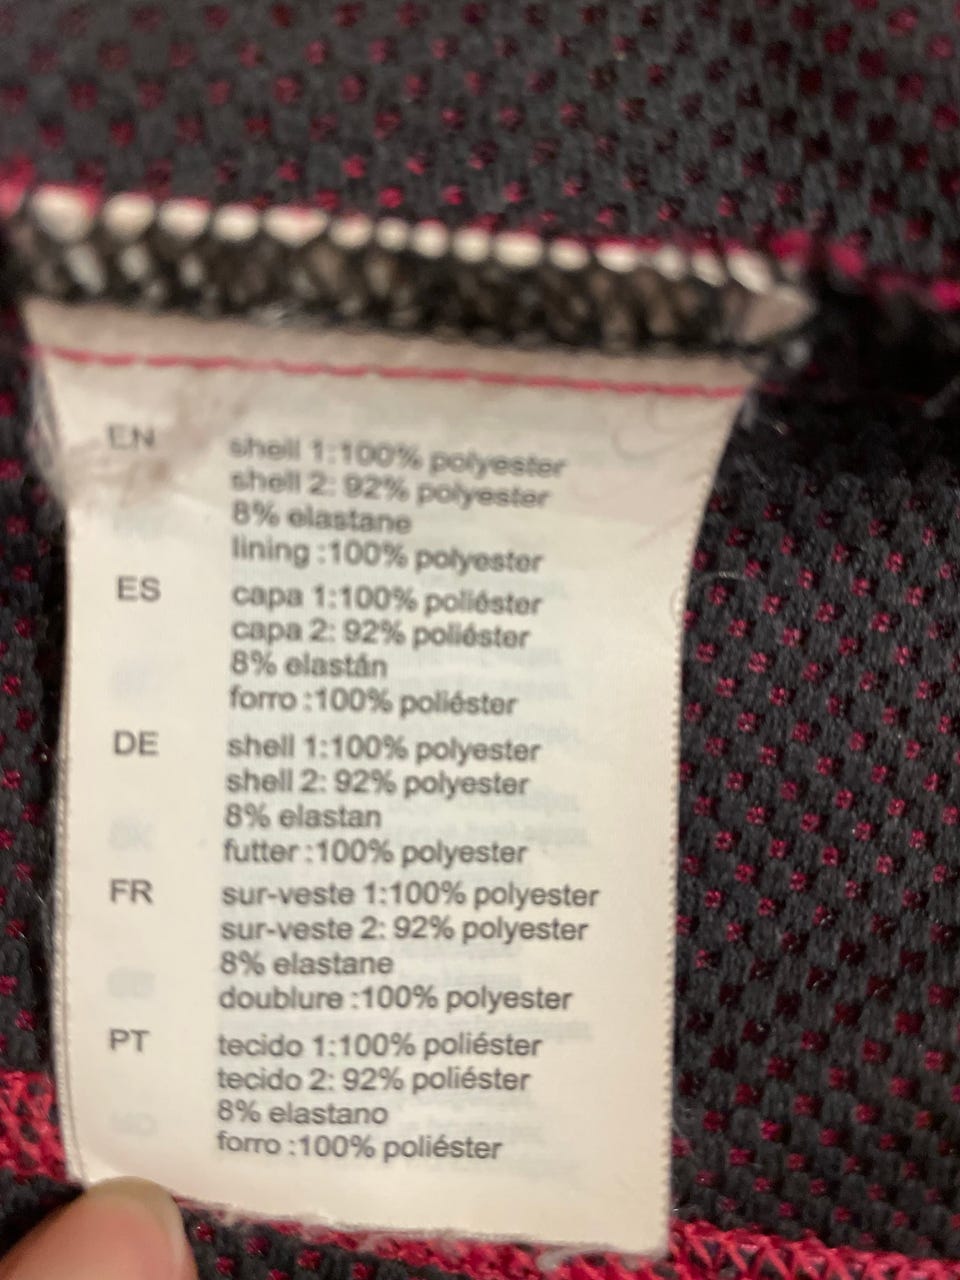 EN shell 1:100% polyester
shell 2: 92% polyester
8% elastane
lining :100% polyester
ES capa 1:100% poliéster
capa 2: 92% poliéster
8% elastán
forro :100% poliéster
DE shell 1:100% polyester
shell 2: 92% polyester
8% elastan
futter :100% polyester
FR sur-veste 1:100% polyester
sur-veste 2: 92% polyester
8% elastane
doublure :100% polyester
PT tecido 1:100% poliéster
tecido 2: 92% poliéster
8% elastano
forro :100% poliéster